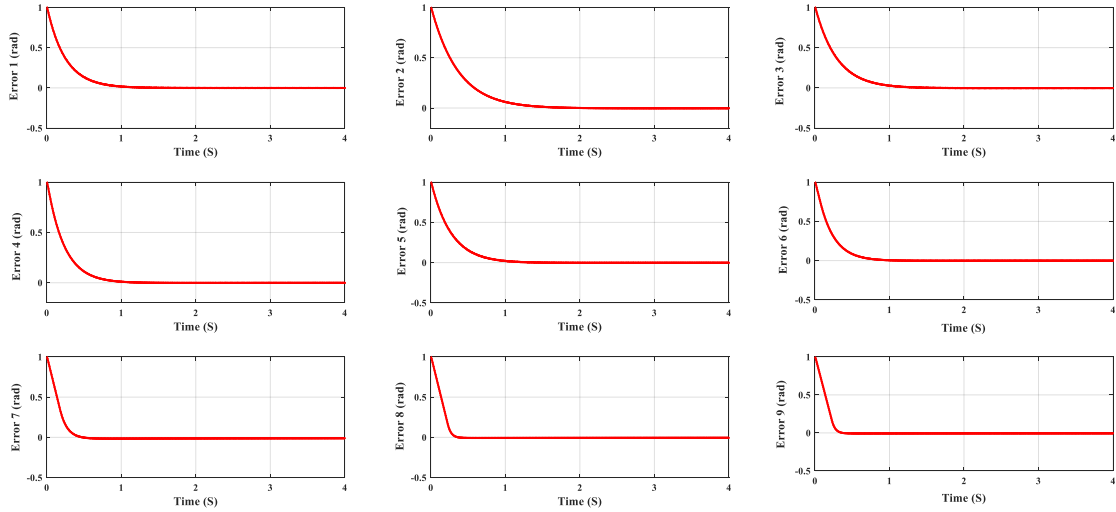 1
0.5
0
-0.5
Error 1 (rad)
0 1 2 3 4
Time (S)
1
0.5
0
Error 2 (rad)
0 1 2 3 4
Time (S)
1
0.5
0
-0.5
Error 3 (rad)
0 1 2 3 4
Time (S)
1
0.5
0
Error 4 (rad)
0 1 2 3 4
Time (S)
1
0.5
0
-0.5
Error 5 (rad)
0 1 2 3 4
Time (S)
1
0.5
0
-0.5
Error 6 (rad)
0 1 2 3 4
Time (S)
1
0.5
0
-0.5
Error 7 (rad)
0 1 2 3 4
Time (S)
1
0.5
0
-0.5
Error 8 (rad)
0 1 2 3 4
Time (S)
1
0.5
0
-0.5
Error 9 (rad)
0 1 2 3 4
Time (S)